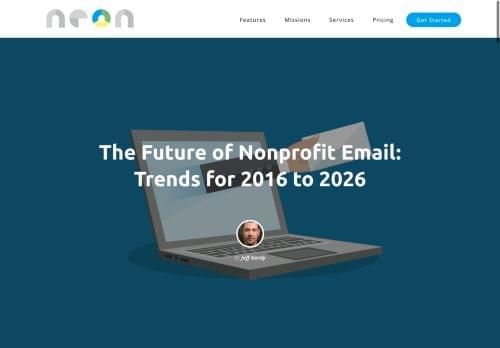 neon
Features Missions Services Pricing Get Started
The Future of Nonprofit Email:
Trends for 2016 to 2026
By Jeff Gordy